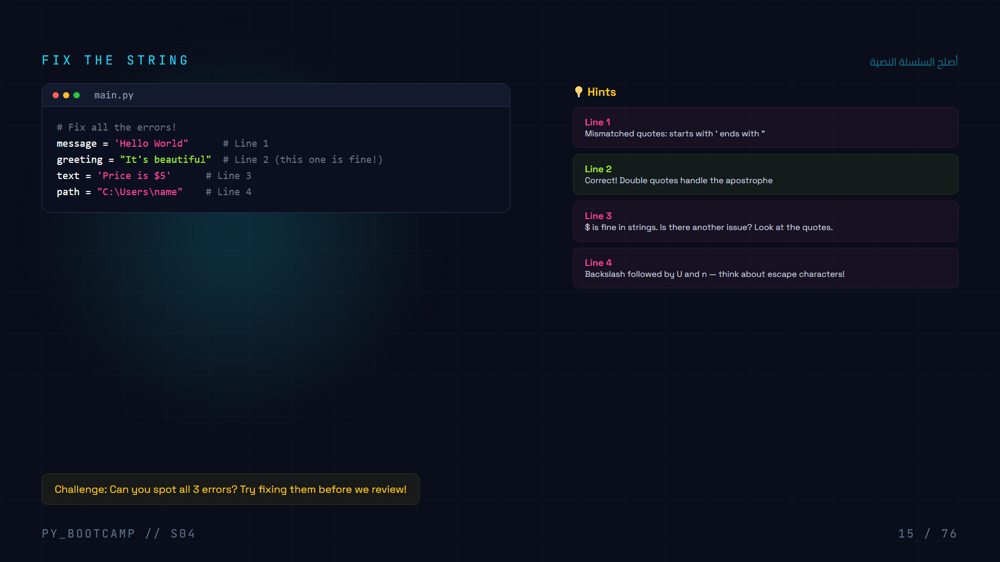 FIX THE STRING
أصلح السلسلة النصية
main.py
# Fix all the errors!
message = 'Hello World"      # Line 1
greeting = "It's beautiful"  # Line 2 (this one is fine!)
text = 'Price is $5'      # Line 3
path = "C:\Users\name"    # Line 4
💡 Hints
Line 1
Mismatched quotes: starts with ' ends with "
Line 2
Correct! Double quotes handle the apostrophe
Line 3
$ is fine in strings. Is there another issue? Look at the quotes.
Line 4
Backslash followed by U and n — think about escape characters!
Challenge: Can you spot all 3 errors? Try fixing them before we review!
PY_BOOTCAMP // S04
15 / 76